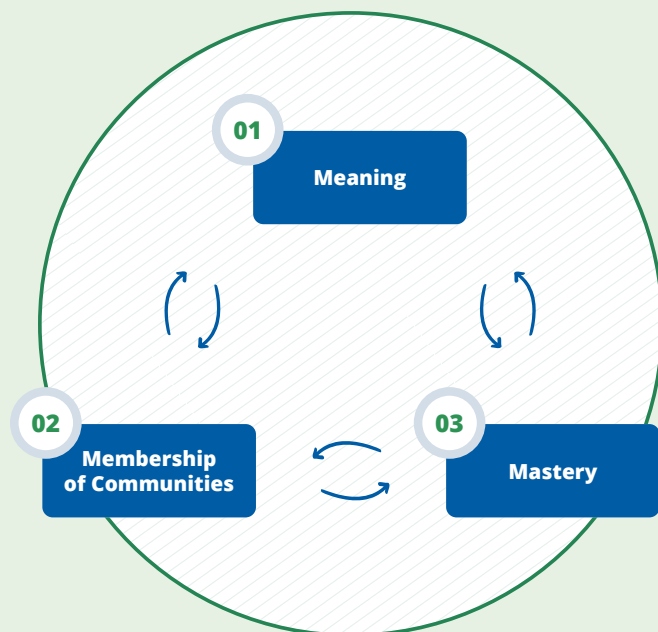 01
Meaning
02
Membership
of Communities
03
Mastery